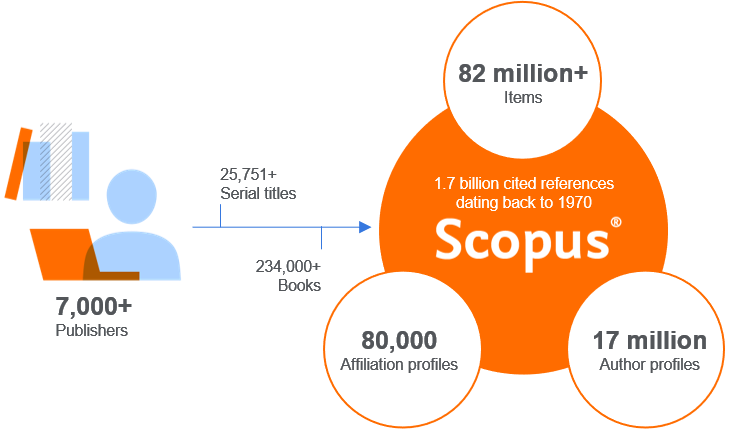 82 million+
Items
25,751+
Serial titles
1.7 billion cited references
dating back to 1970
Scopus®
234,000+
Books
7,000+
Publishers
80,000
Affiliation profiles
17 million
Author profiles